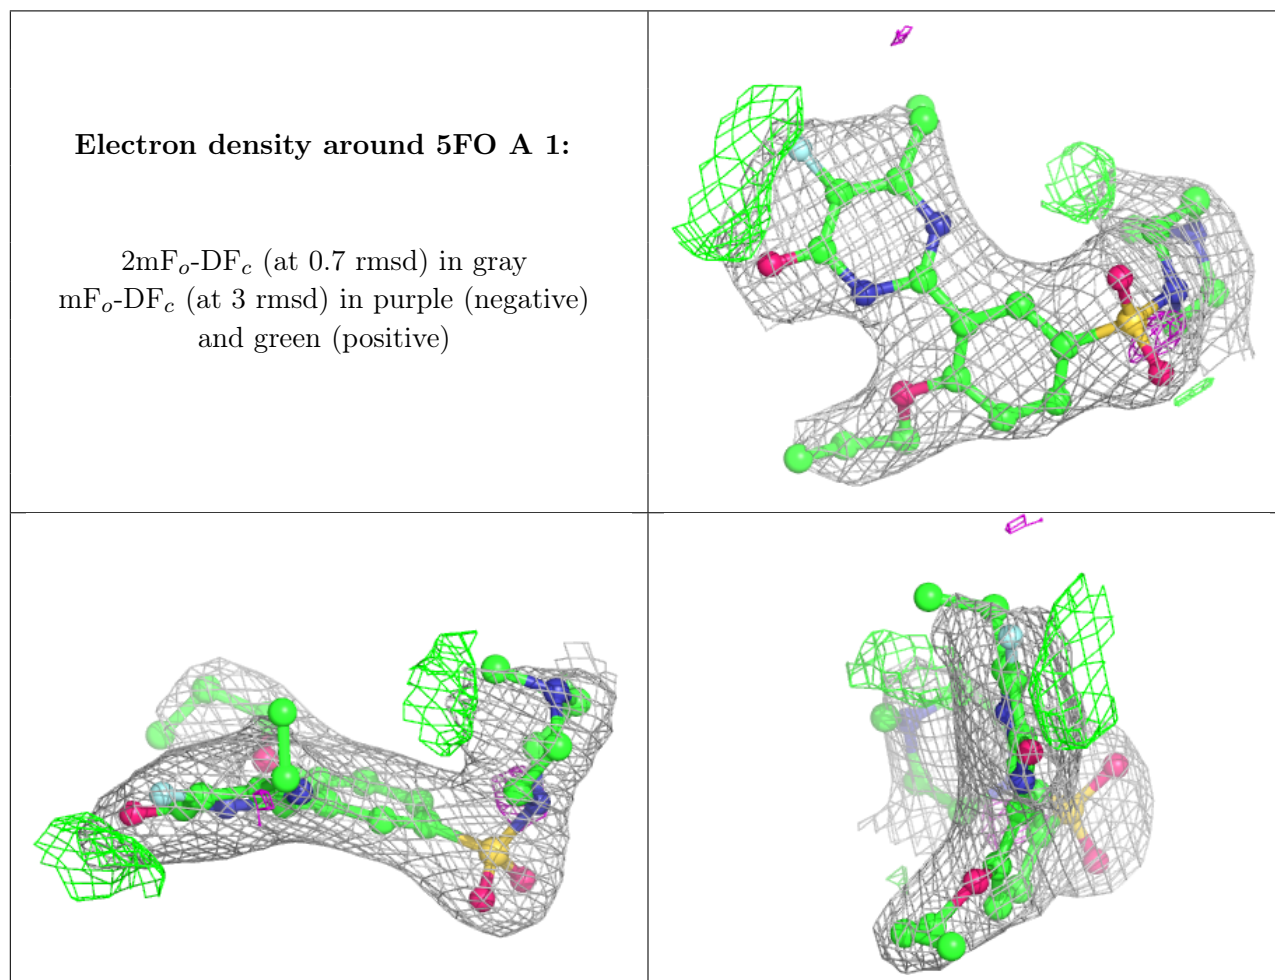 Electron density around 5FO A 1:
2mFₒ-DF𝒸 (at 0.7 rmsd) in gray
mFₒ-DF𝒸 (at 3 rmsd) in purple (negative)
and green (positive)